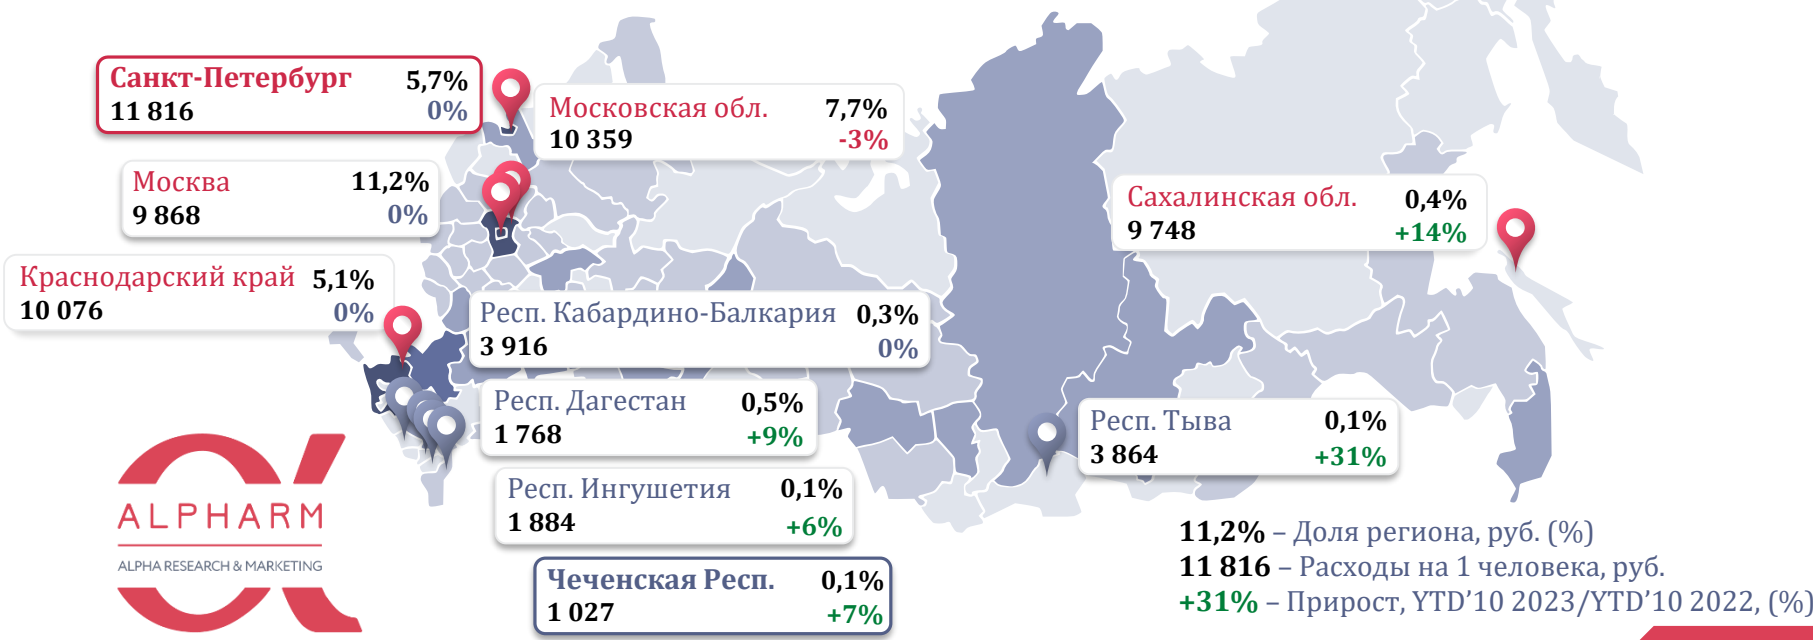 Санкт-Петербург 5,7%
11 816 0%
Московская обл. 7,7%
10 359 -3%
Москва 11,2%
9 868 0%
Сахалинская обл. 0,4%
9 748 +14%
Краснодарский край 5,1%
10 076 0%
Респ. Кабардино-Балкария 0,3%
3 916 0%
Респ. Дагестан 0,5%
1 768 +9%
Респ. Тыва 0,1%
3 864 +31%
Респ. Ингушетия 0,1%
1 884 +6%
Чеченская Респ. 0,1%
1 027 +7%
ALPHARM
ALPHA RESEARCH & MARKETING
11,2% – Доля региона, руб. (%)
11 816 – Расходы на 1 человека, руб.
+31% – Прирост, YTD’10 2023/YTD’10 2022, (%)